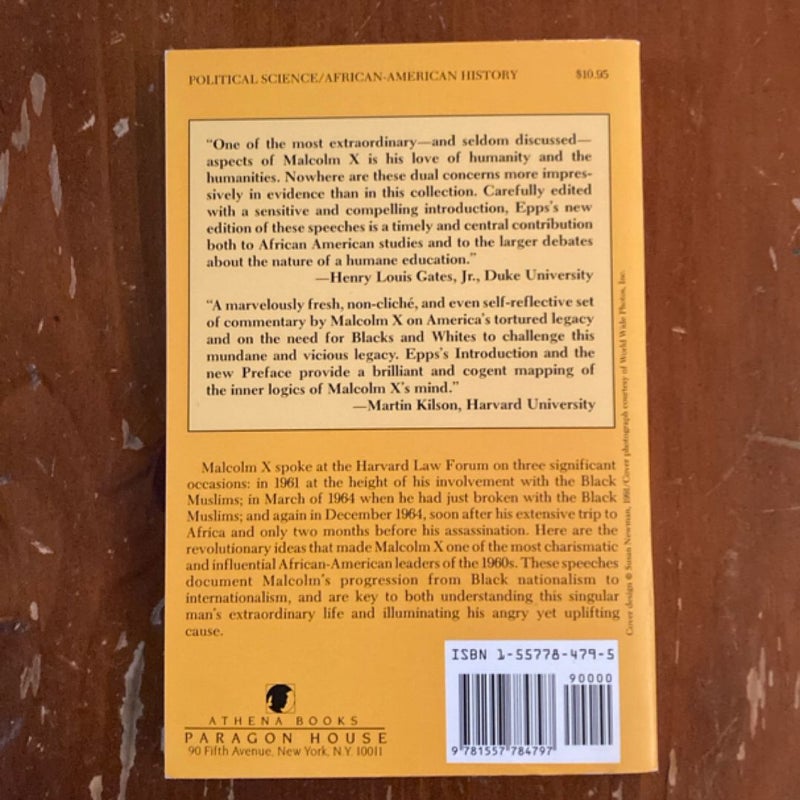 POLITICAL SCIENCE/AFRICAN-AMERICAN HISTORY $10.95
“One of the most extraordinary—and seldom discussed—
aspects of Malcolm X is his love of humanity and the
humanities. Nowhere are these dual concerns more impres-
sively in evidence than in this collection. Carefully edited
with a sensitive and compelling introduction, Epps's new
edition of these speeches is a timely and central contribution
both to African American studies and to the larger debates
about the nature of a humane education.”
—Henry Louis Gates, Jr., Duke University
“A marvelously fresh, non-cliché, and even self-reflective set
of commentary by Malcolm X on America's tortured legacy
and on the need for Blacks and Whites to challenge this
mundane and vicious legacy. Epps's Introduction and the
new Preface provide a brilliant and cogent mapping of
the inner logics of Malcolm X's mind.”
—Martin Kilson, Harvard University
Malcolm X spoke at the Harvard Law Forum on three significant
occasions: in 1961 at the height of his involvement with the Black
Muslims; in March of 1964 when he had just broken with the Black
Muslims; and again in December 1964, soon after his extensive trip to
Africa and only two months before his assassination. Here are the
revolutionary ideas that made Malcolm X one of the most charismatic
and influential African-American leaders of the 1960s. These speeches
document Malcolm's progression from Black nationalism to
internationalism, and are key to both understanding this singular
man's extraordinary life and illuminating his angry yet uplifting
cause.
Cover design © Susan Newman, 1991/Cover photograph courtesy of World Wide Photos, Inc.
ISBN 1-55778-479-5
90000
9 781557 784797
ATHENA BOOKS
PARAGON HOUSE
90 Fifth Avenue, New York, N.Y. 10011